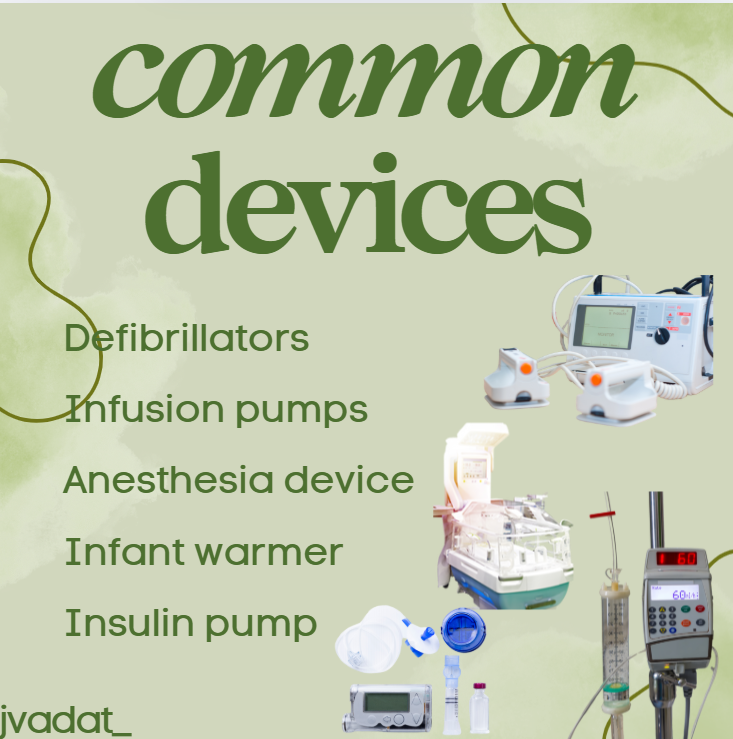 common
devices
Defibrillators
Infusion pumps
Anesthesia device
Infant warmer
Insulin pump
jvadat_